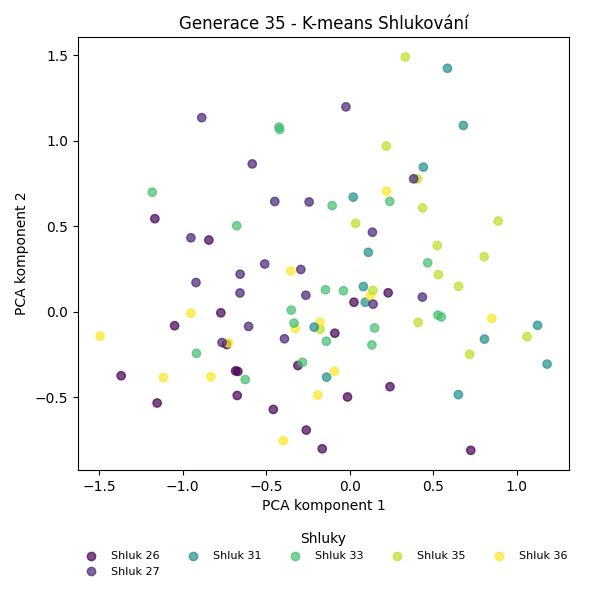 Generace 35 - K-means Shlukování
PCA komponent 2
1.5
1.0
0.5
0.0
−0.5
−1.5 −1.0 −0.5 0.0 0.5 1.0
PCA komponent 1
Shluky
Shluk 26 Shluk 31 Shluk 33 Shluk 35 Shluk 36
Shluk 27